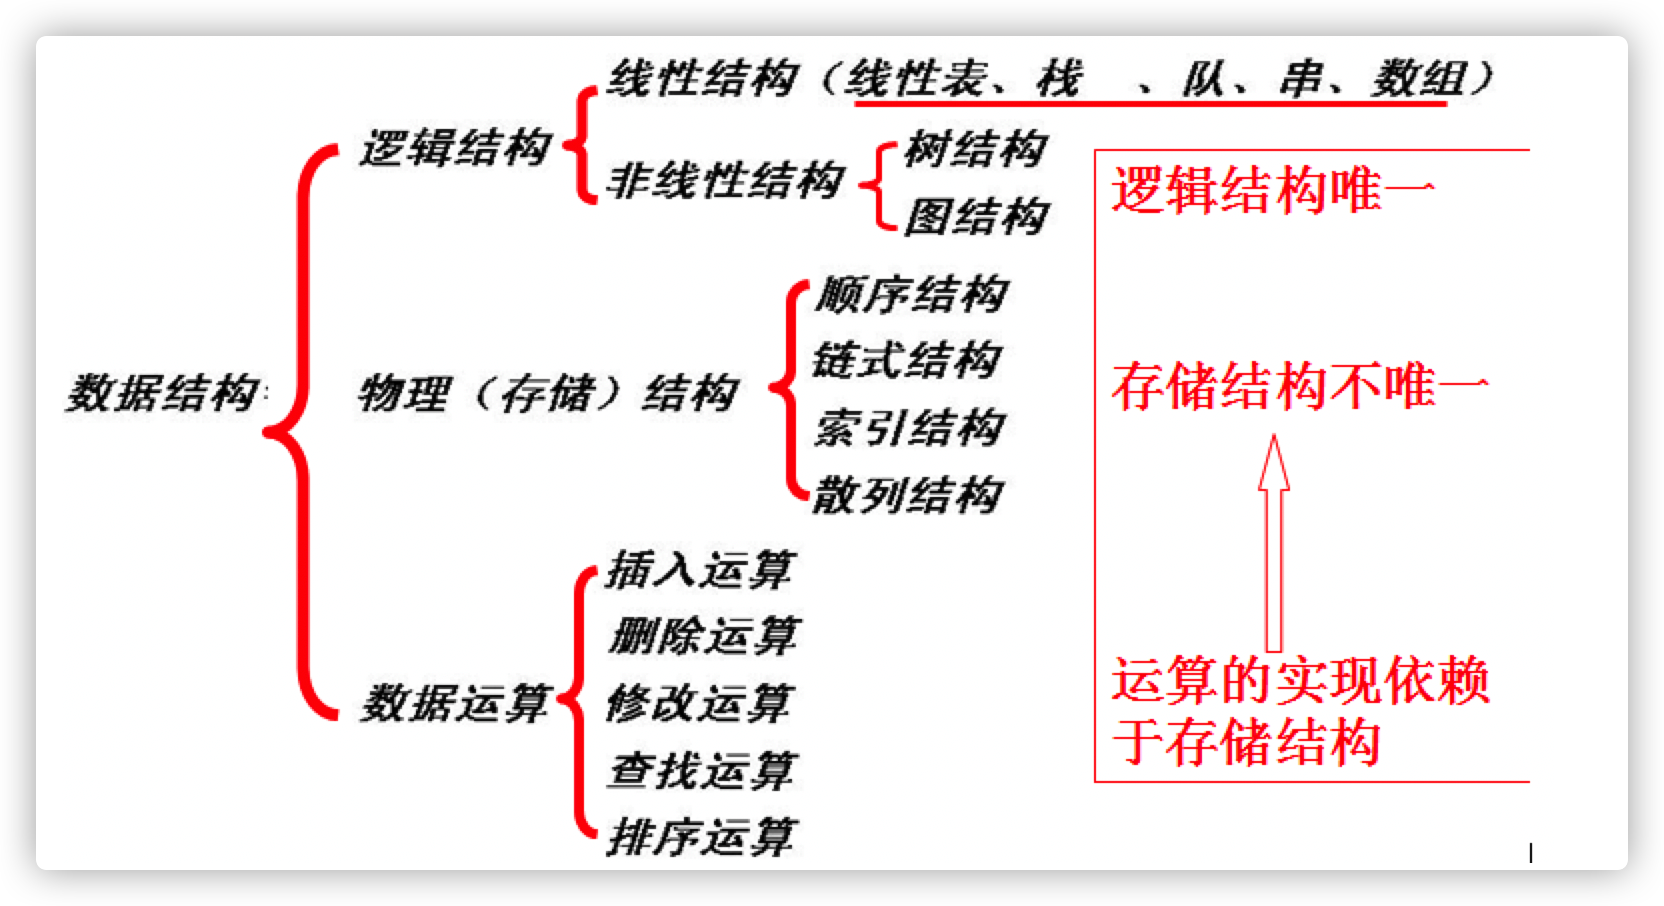 线性结构（线性表、栈 、队、串、数组）
逻辑结构
非线性结构
树结构
图结构
逻辑结构唯一
顺序结构
链式结构
数据结构:
物理（存储）结构
存储结构不唯一
索引结构
散列结构
插入运算
删除运算
数据运算
修改运算
查找运算
排序运算
运算的实现依赖
于存储结构